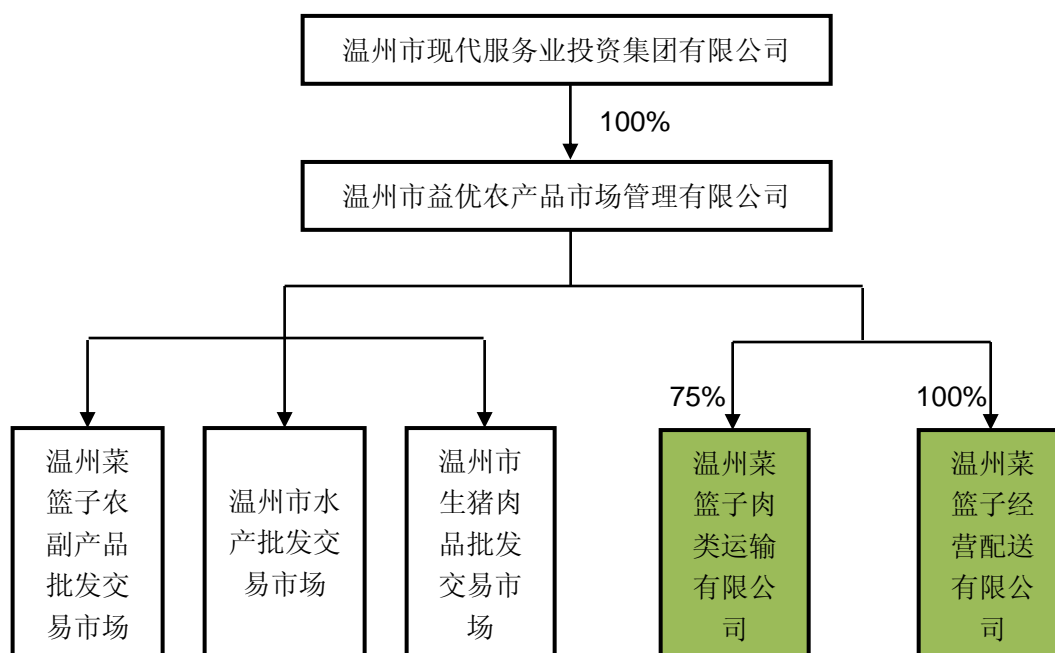 温州市现代服务业投资集团有限公司
100%
温州市益优农产品市场管理有限公司
75%
100%
温州菜
篮子农
副产品
批发交
易市场
温州市水
产批发交
易市场
温州市
生猪肉
品批发
交易市
场
温州菜
篮子肉
类运输
有限公
司
温州菜
篮子经
营配送
有限公
司